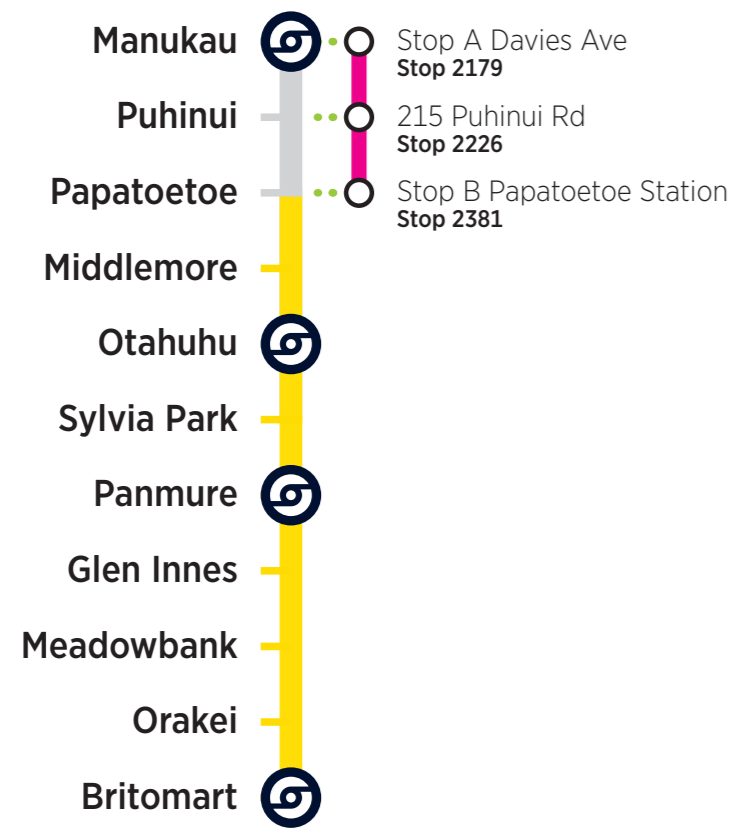 Manukau
Stop A Davies Ave
Stop 2179
Puhinui
215 Puhinui Rd
Stop 2226
Papatoetoe
Stop B Papatoetoe Station
Stop 2381
Middlemore
Otahuhu
Sylvia Park
Panmure
Glen Innes
Meadowbank
Orakei
Britomart